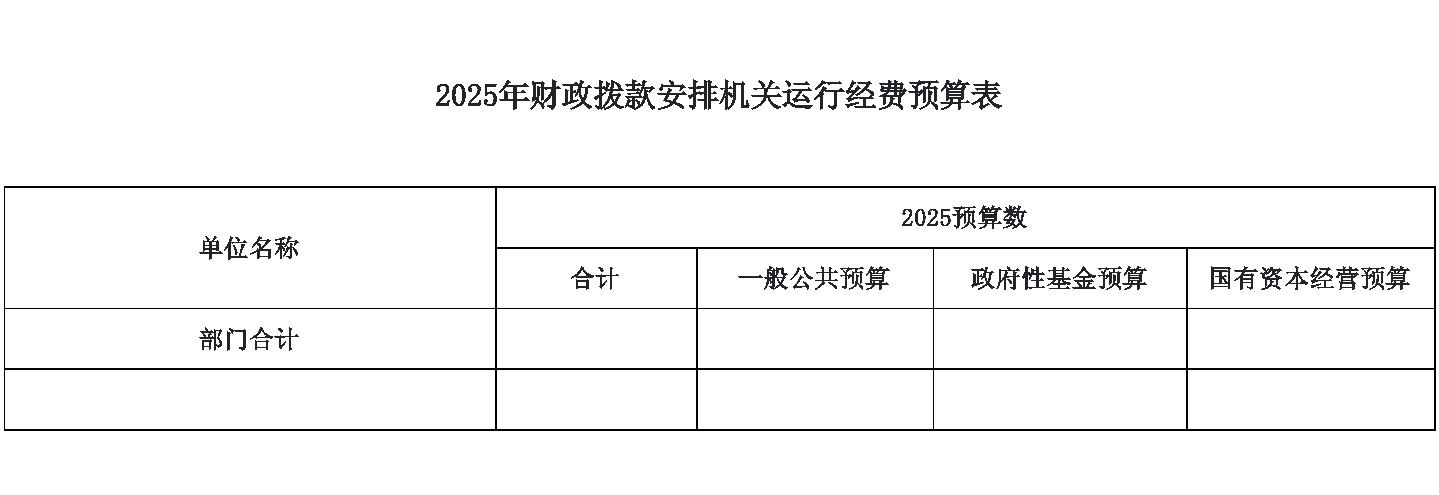 2025年财政拨款安排机关运行经费预算表
单位名称
2025预算数
合计
一般公共预算
政府性基金预算
国有资本经营预算
部门合计